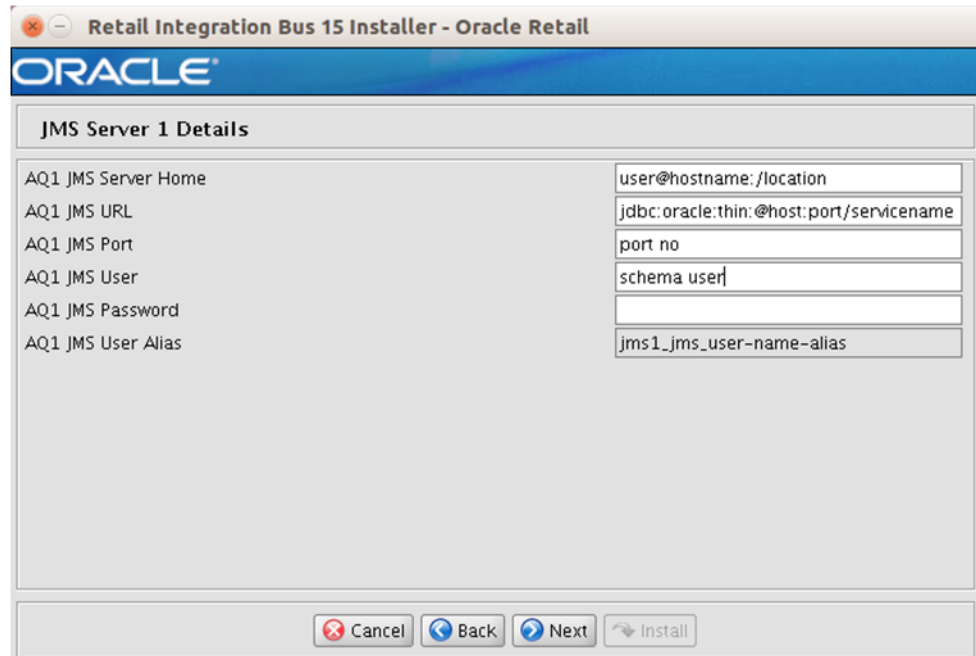 Retail Integration Bus 15 Installer - Oracle Retail
ORACLE®
JMS Server 1 Details
AQ1 JMS Server Home user@hostname:/location
AQ1 JMS URL jdbc:oracle:thin:@host:port/servicename
AQ1 JMS Port port no
AQ1 JMS User schema user
AQ1 JMS Password
AQ1 JMS User Alias jms1_jms_user-name-alias
Cancel Back Next Install